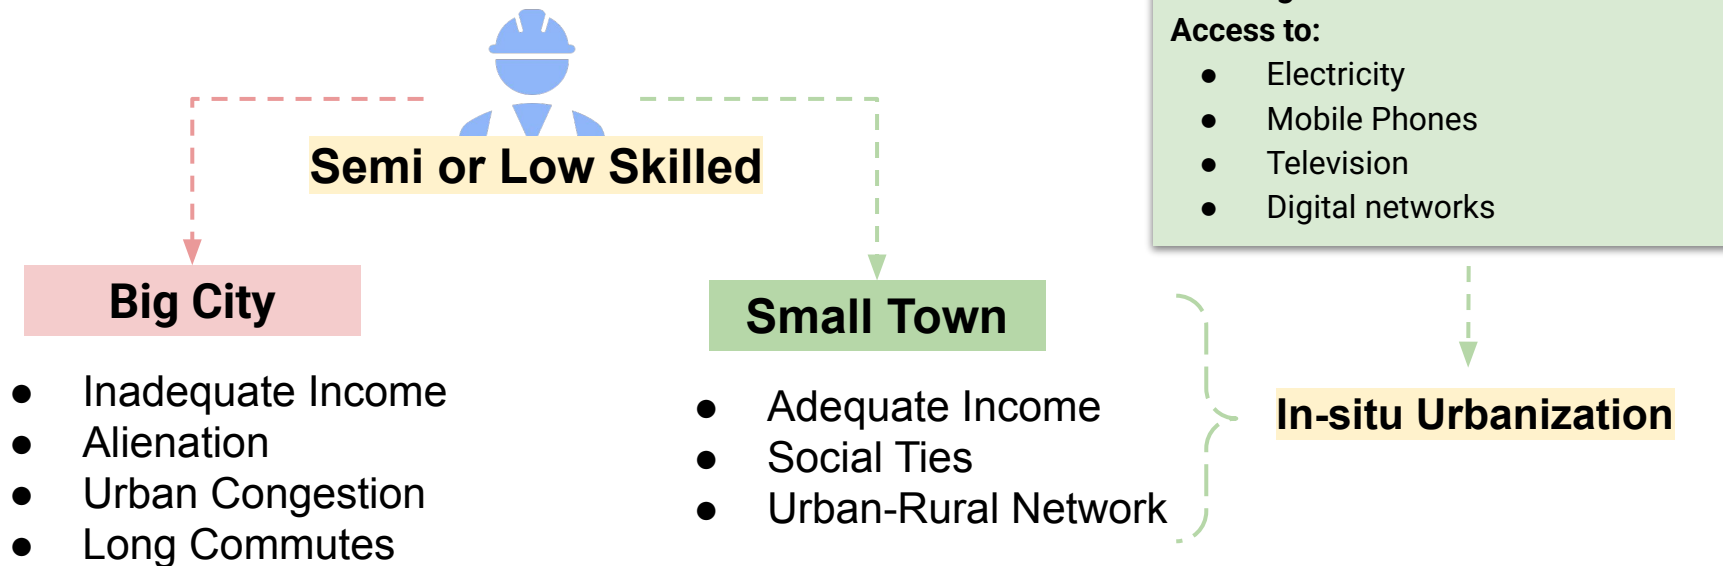 Access to:
● Electricity
● Mobile Phones
● Television
● Digital networks
Semi or Low Skilled
Big City
● Inadequate Income
● Alienation
● Urban Congestion
● Long Commutes
Small Town
● Adequate Income
● Social Ties
● Urban-Rural Network
In-situ Urbanization